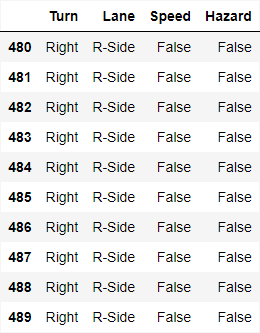 Turn Lane Speed Hazard
480 Right R-Side False False
481 Right R-Side False False
482 Right R-Side False False
483 Right R-Side False False
484 Right R-Side False False
485 Right R-Side False False
486 Right R-Side False False
487 Right R-Side False False
488 Right R-Side False False
489 Right R-Side False False